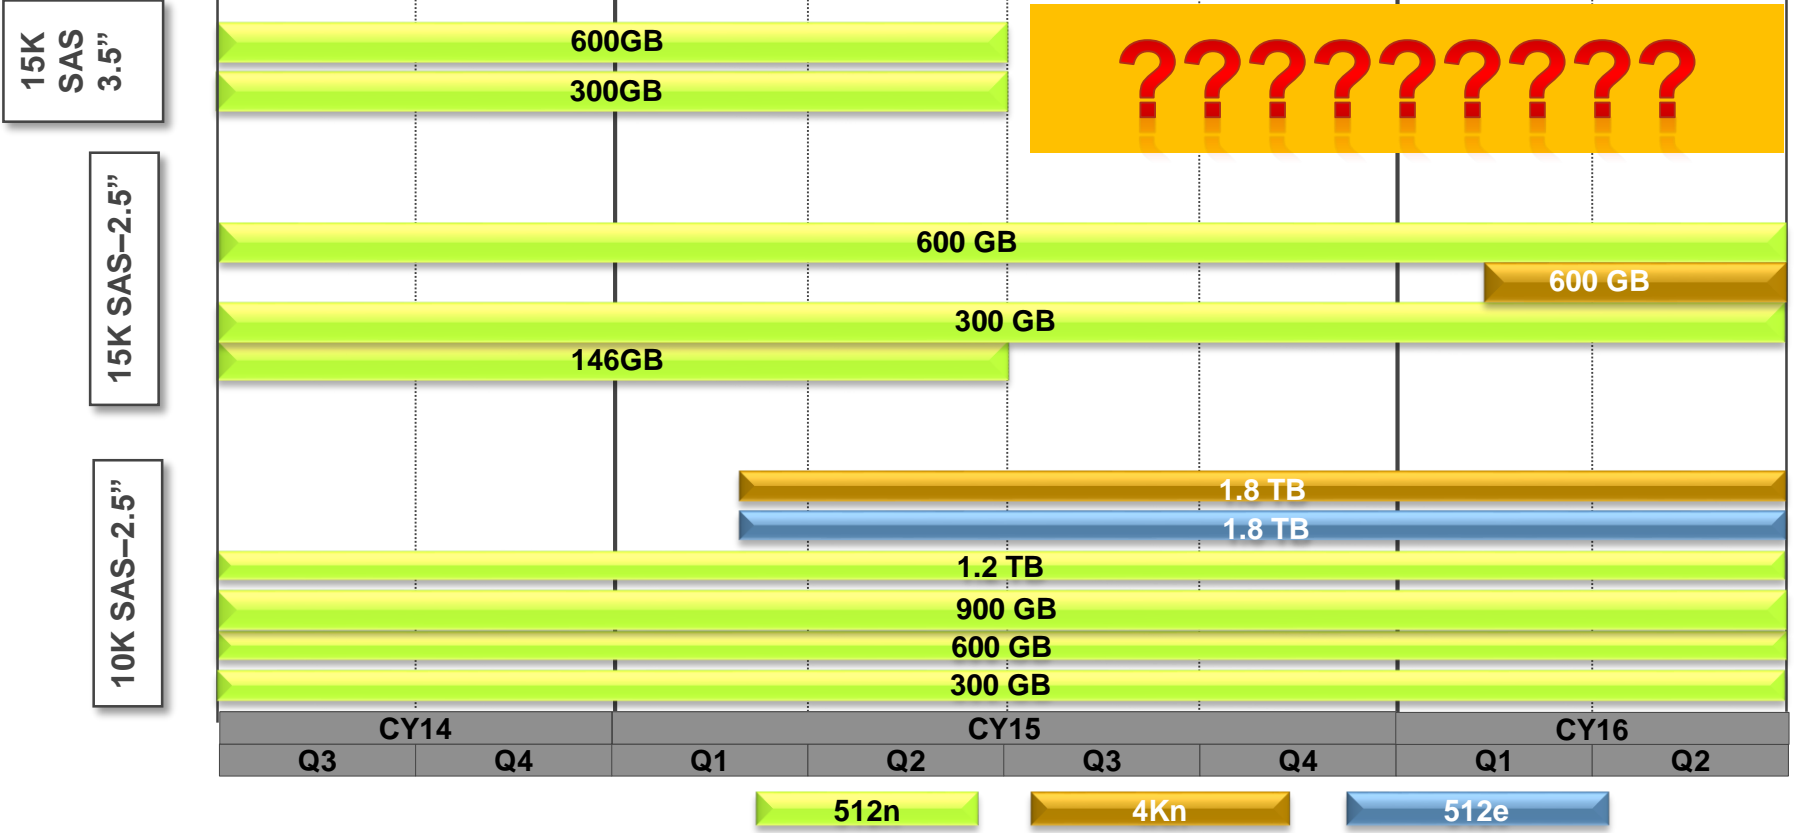 15K
SAS
3.5”
600GB
300GB
?????????
15K SAS–2.5”
600 GB
600 GB
300 GB
146GB
10K SAS–2.5”
1.8 TB
1.8 TB
1.2 TB
900 GB
600 GB
300 GB
CY14 CY15 CY16
Q3 Q4 Q1 Q2 Q3 Q4 Q1 Q2
512n 4Kn 512e